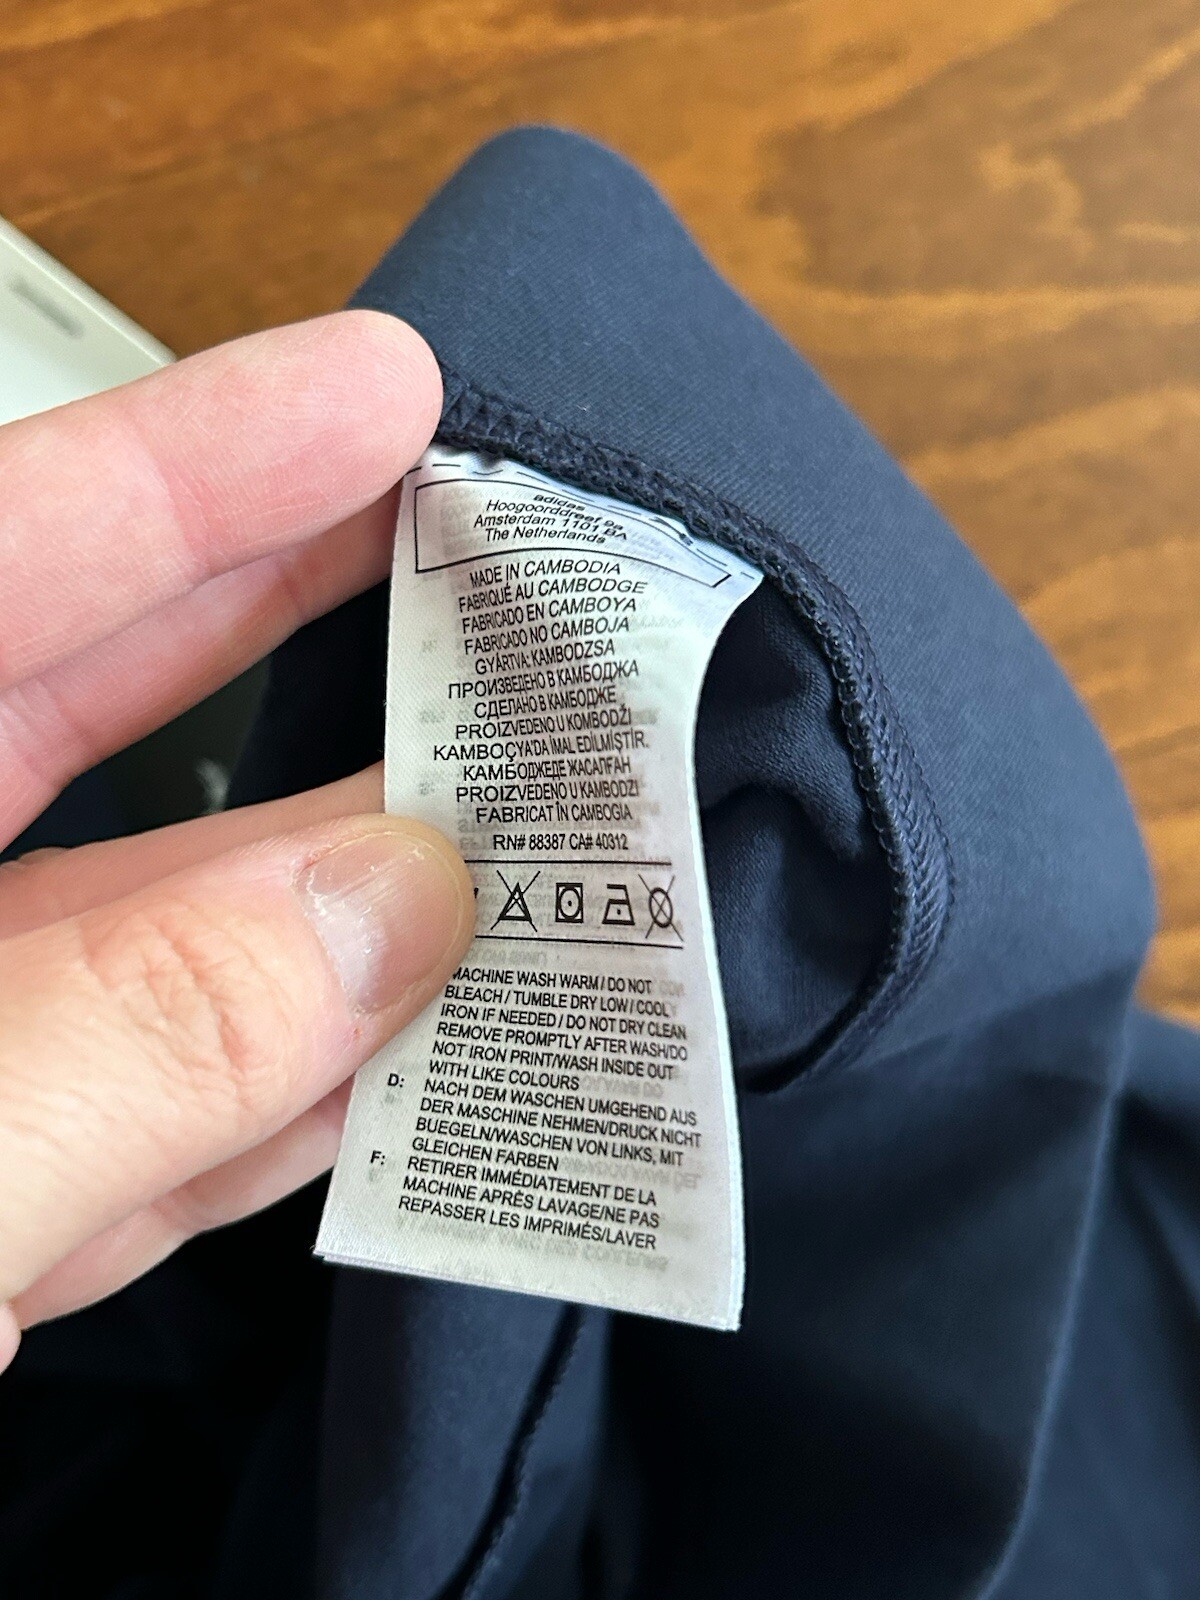 adidas
Hoogoorddreef 9a
Amsterdam 1101 BA
The Netherlands
MADE IN CAMBODIA
FABRIQUÉ AU CAMBODGE
FABRICADO EN CAMBOYA
FABRICADO NO CAMBOJA
GYÁRTVA: KAMBODZSA
ПРОИЗВЕДЕНО В КАМБОДЖА
СДЕЛАНО В КАМБОДЖЕ
PROIZVEDENO U KOMBODŽI
KAMBOÇYA'DA İMAL EDİLMİŞTİR.
КАМБОДЖЕДЕ ЖАСАЛҒАН
PROIZVEDENO U KAMBODZI
FABRICAT ÎN CAMBOGIA
RN# 88387 CA# 40312
MACHINE WASH WARM / DO NOT
BLEACH / TUMBLE DRY LOW / COOL
IRON IF NEEDED / DO NOT DRY CLEAN
REMOVE PROMPTLY AFTER WASH/DO
NOT IRON PRINT/WASH INSIDE OUT
WITH LIKE COLOURS
D: NACH DEM WASCHEN UMGEHEND AUS
DER MASCHINE NEHMEN/DRUCK NICHT
BUEGELN/WASCHEN VON LINKS, MIT
GLEICHEN FARBEN
F: RETIRER IMMÉDIATEMENT DE LA
MACHINE APRÈS LAVAGE/NE PAS
REPASSER LES IMPRIMÉS/LAVER